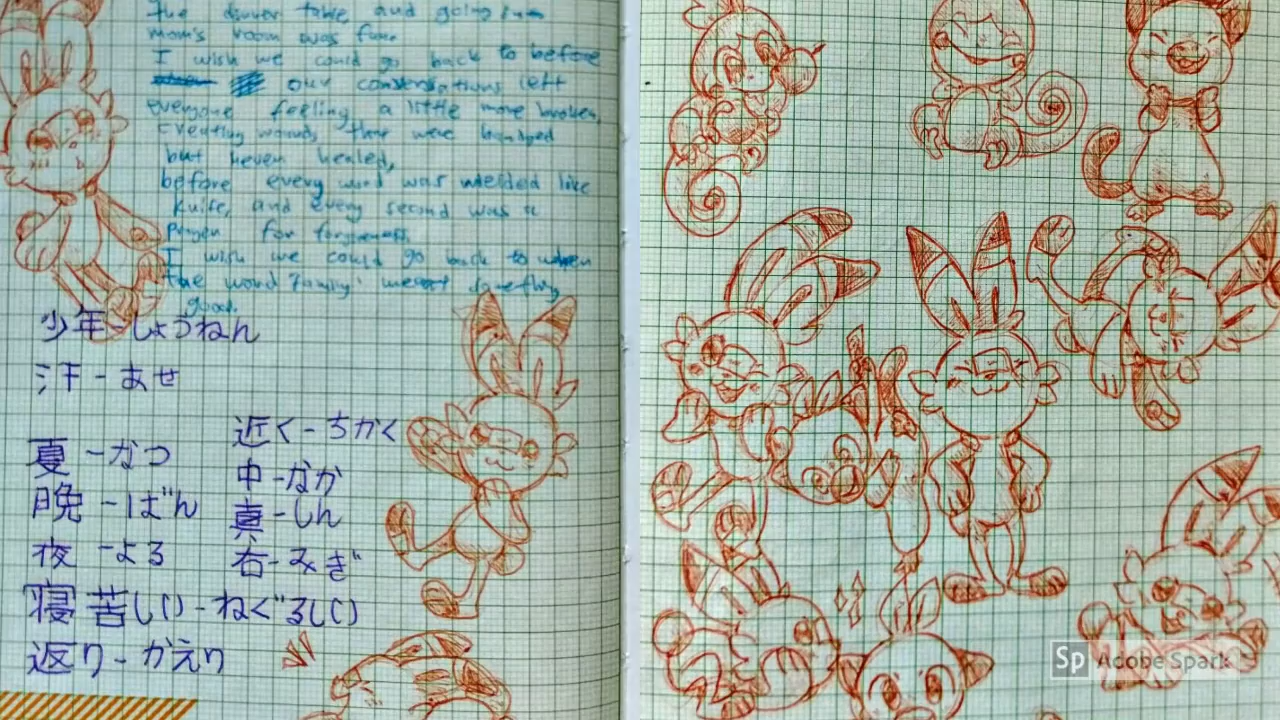 The dinner table and going into
mom's room was fine.
I wish we could go back to before
our conversations left
everyone feeling a little more broken,
creating wounds that were bandaged
but never healed,
before every word was wielded like
knife, and every second was a
prayer for forgiveness
I wish we could go back to when
the word family meant something
good.
少年-しょうねん
汗-あせ
夏-なつ
晩-ばん
夜-よる
寝苦しい-ねぐるしい
返り-かえり
近く-ちかく
中-なか
真-しん
右-みぎ
Sp Adobe Spark